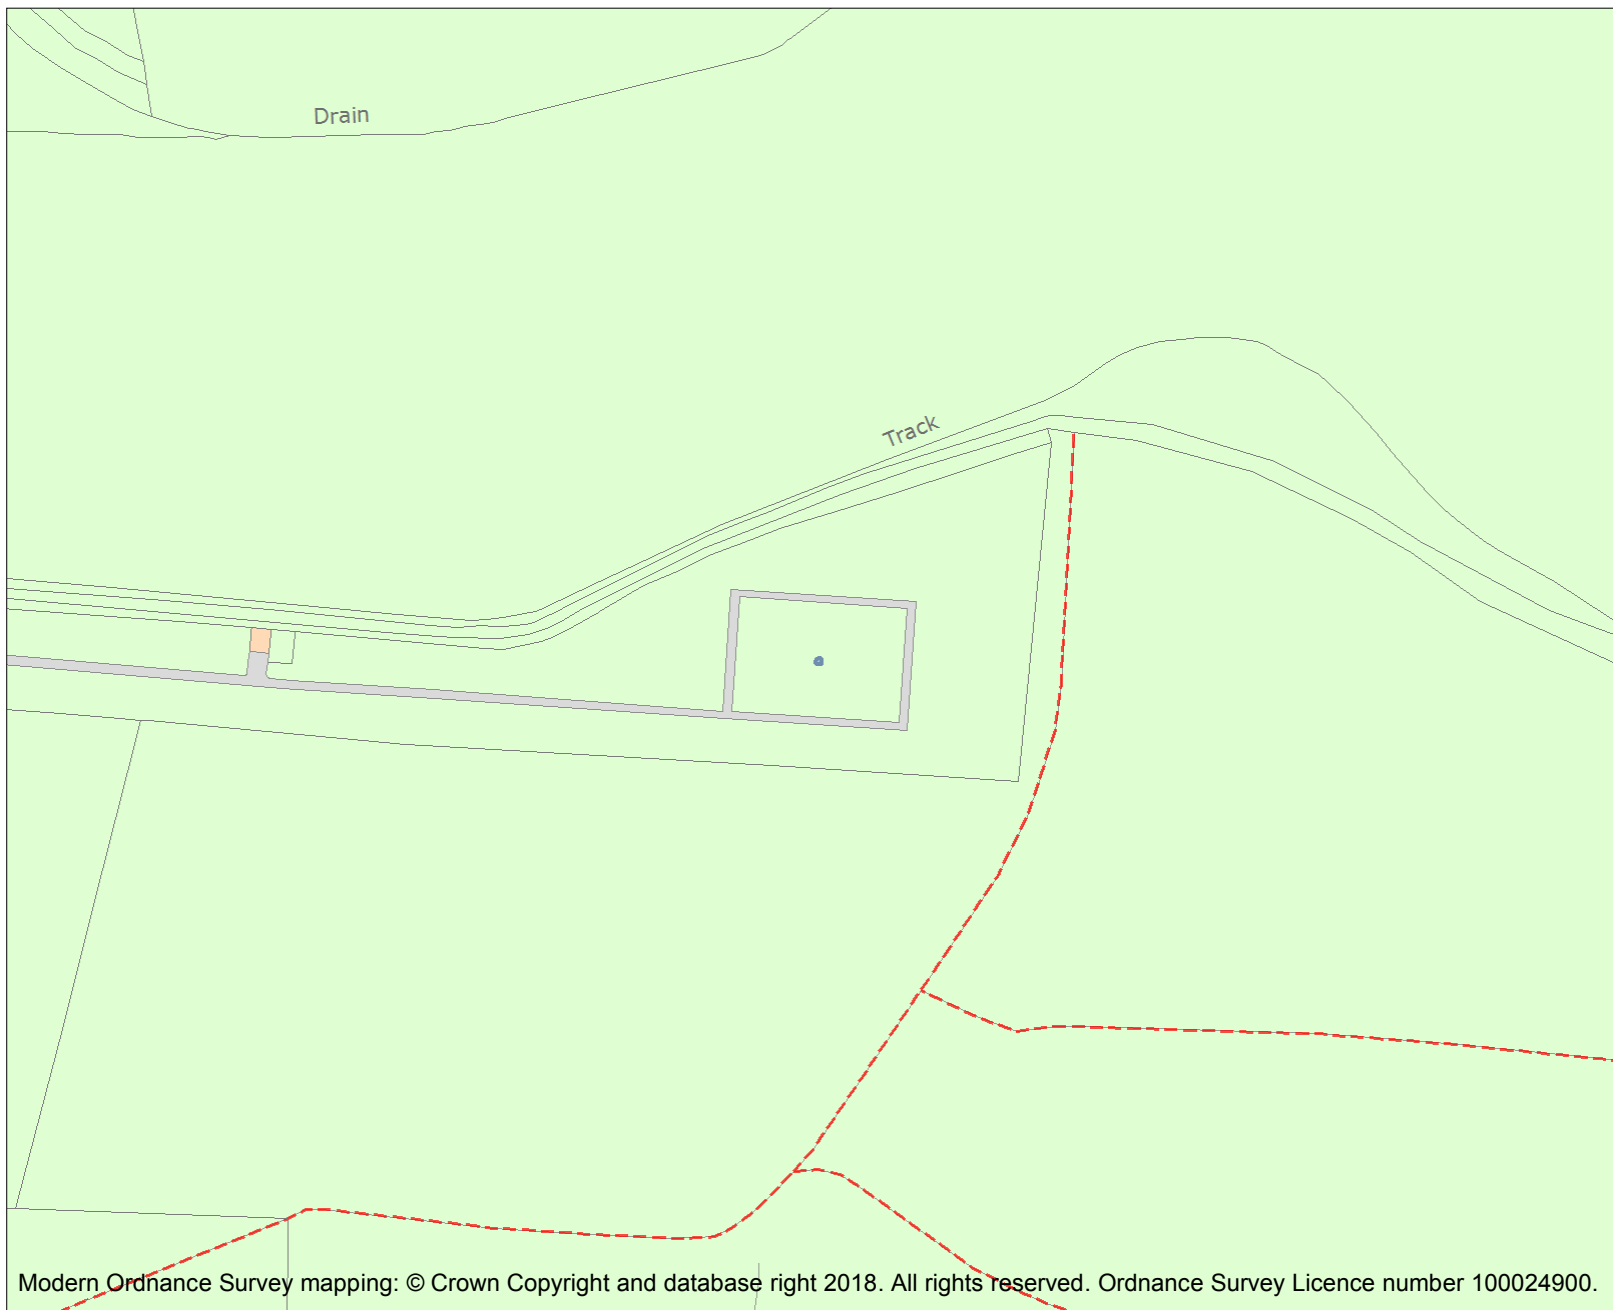 Drain
Track
Modern Ordnance Survey mapping: © Crown Copyright and database right 2018. All rights reserved. Ordnance Survey Licence number 100024900.